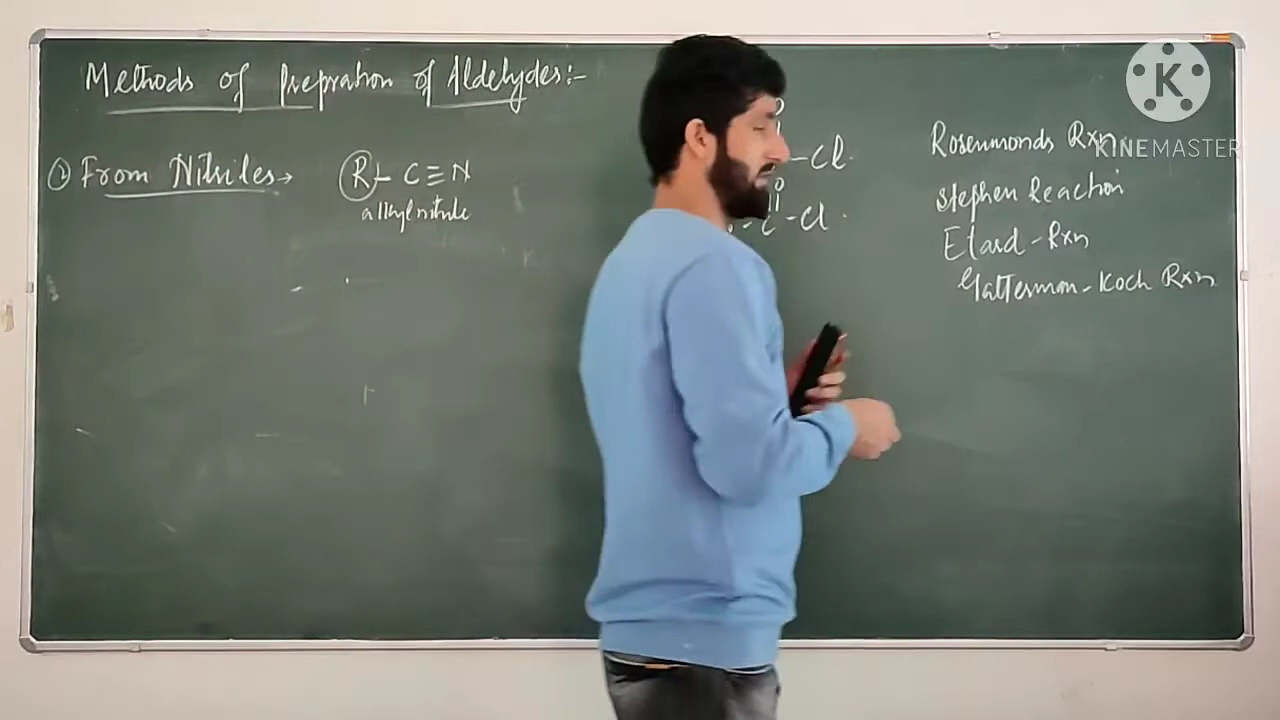 Methods of Prepration of Aldehydes:-
① From Nitriles → R - C ≡ N
alkyl nitrile
O
- Cl
O
- C - Cl
Rosenmonds Rxn
Stephen Reaction
Etard - Rxn
Gatterman - Koch Rxn
K
KINEMASTER